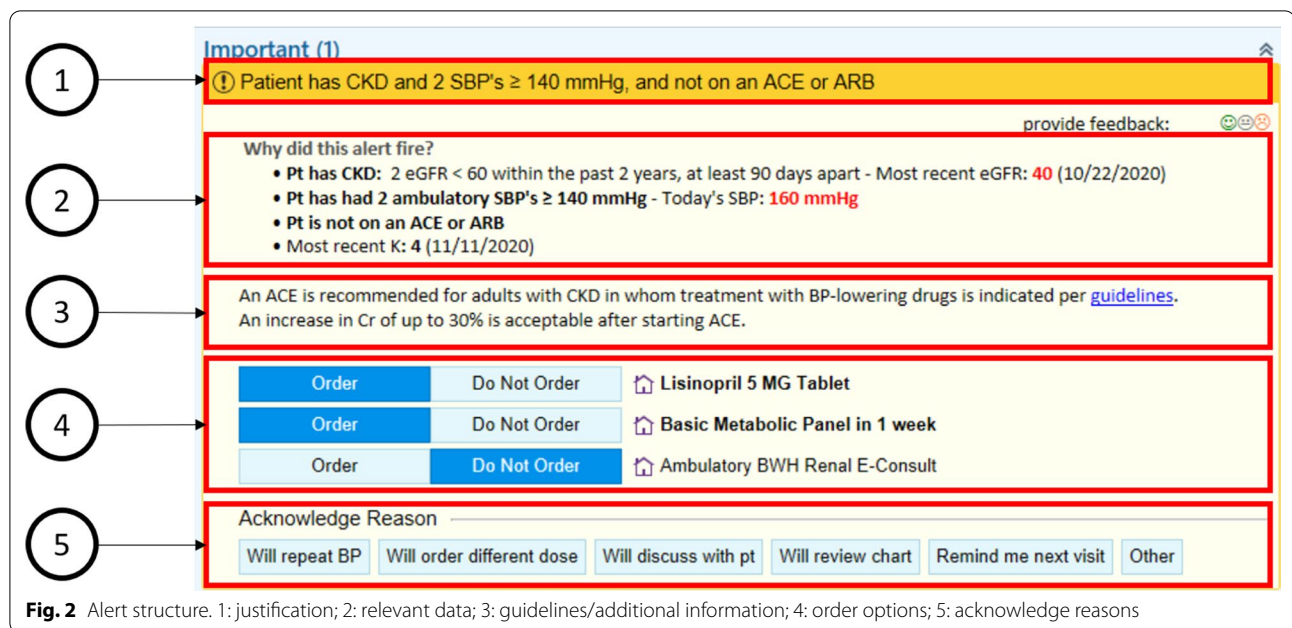 Important (1)
1
Patient has CKD and 2 SBP's ≥ 140 mmHg, and not on an ACE or ARB
provide feedback:
2
Why did this alert fire?
• Pt has CKD: 2 eGFR < 60 within the past 2 years, at least 90 days apart - Most recent eGFR: 40 (10/22/2020)
• Pt has had 2 ambulatory SBP's ≥ 140 mmHg - Today's SBP: 160 mmHg
• Pt is not on an ACE or ARB
• Most recent K: 4 (11/11/2020)
3
An ACE is recommended for adults with CKD in whom treatment with BP-lowering drugs is indicated per guidelines.
An increase in Cr of up to 30% is acceptable after starting ACE.
4
Order Do Not Order Lisinopril 5 MG Tablet
Order Do Not Order Basic Metabolic Panel in 1 week
Order Do Not Order Ambulatory BWH Renal E-Consult
5
Acknowledge Reason
Will repeat BP Will order different dose Will discuss with pt Will review chart Remind me next visit Other
Fig. 2 Alert structure. 1: justification; 2: relevant data; 3: guidelines/additional information; 4: order options; 5: acknowledge reasons